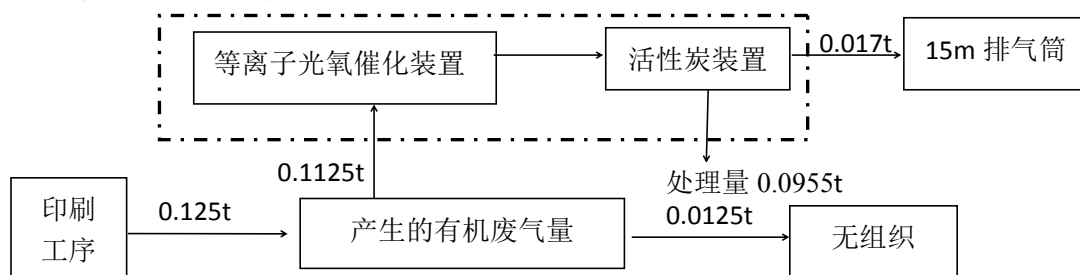 等离子光氧催化装置
活性炭装置
0.017t
15m 排气筒
0.1125t
处理量 0.0955t
印刷
工序
0.125t
产生的有机废气量
0.0125t
无组织